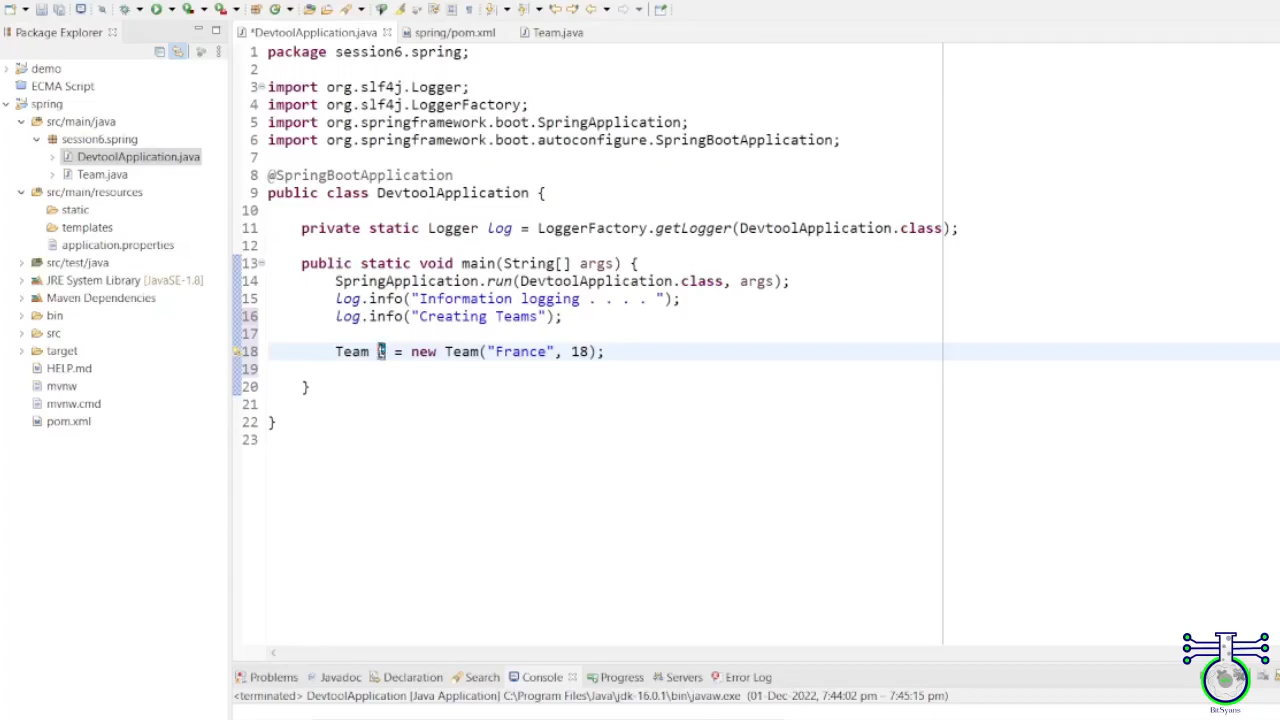 Package Explorer
*DevtoolApplication.java
spring/pom.xml
Team.java
demo
ECMA Script
spring
src/main/java
session6.spring
DevtoolApplication.java
Team.java
src/main/resources
static
templates
application.properties
src/test/java
JRE System Library [JavaSE-1.8]
Maven Dependencies
bin
src
target
HELP.md
mvnw
mvnw.cmd
pom.xml
1 package session6.spring;
2
3 import org.slf4j.Logger;
4 import org.slf4j.LoggerFactory;
5 import org.springframework.boot.SpringApplication;
6 import org.springframework.boot.autoconfigure.SpringBootApplication;
7
8 @SpringBootApplication
9 public class DevtoolApplication {
10
11 private static Logger log = LoggerFactory.getLogger(DevtoolApplication.class);
12
13 public static void main(String[] args) {
14 SpringApplication.run(DevtoolApplication.class, args);
15 log.info("Information logging . . . . ");
16 log.info("Creating Teams");
17
18 Team t = new Team("France", 18);
19
20 }
21
22 }
23
Problems Javadoc Declaration Search Console Progress Servers Error Log
<terminated> DevtoolApplication [Java Application] C:\Program Files\Java\jdk-16.0.1\bin\javaw.exe (01-Dec-2022, 7:44:02 pm – 7:45:15 pm)
BitSyans